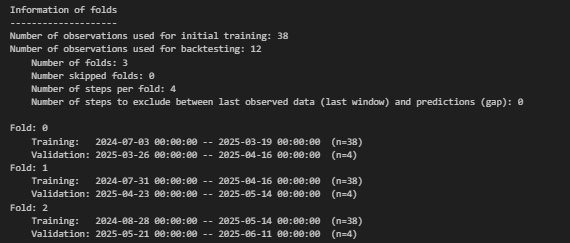 Information of folds
--------------------
Number of observations used for initial training: 38
Number of observations used for backtesting: 12
    Number of folds: 3
    Number skipped folds: 0
    Number of steps per fold: 4
    Number of steps to exclude between last observed data (last window) and predictions (gap): 0

Fold: 0
    Training:   2024-07-03 00:00:00 -- 2025-03-19 00:00:00  (n=38)
    Validation: 2025-03-26 00:00:00 -- 2025-04-16 00:00:00  (n=4)
Fold: 1
    Training:   2024-07-31 00:00:00 -- 2025-04-16 00:00:00  (n=38)
    Validation: 2025-04-23 00:00:00 -- 2025-05-14 00:00:00  (n=4)
Fold: 2
    Training:   2024-08-28 00:00:00 -- 2025-05-14 00:00:00  (n=38)
    Validation: 2025-05-21 00:00:00 -- 2025-06-11 00:00:00  (n=4)